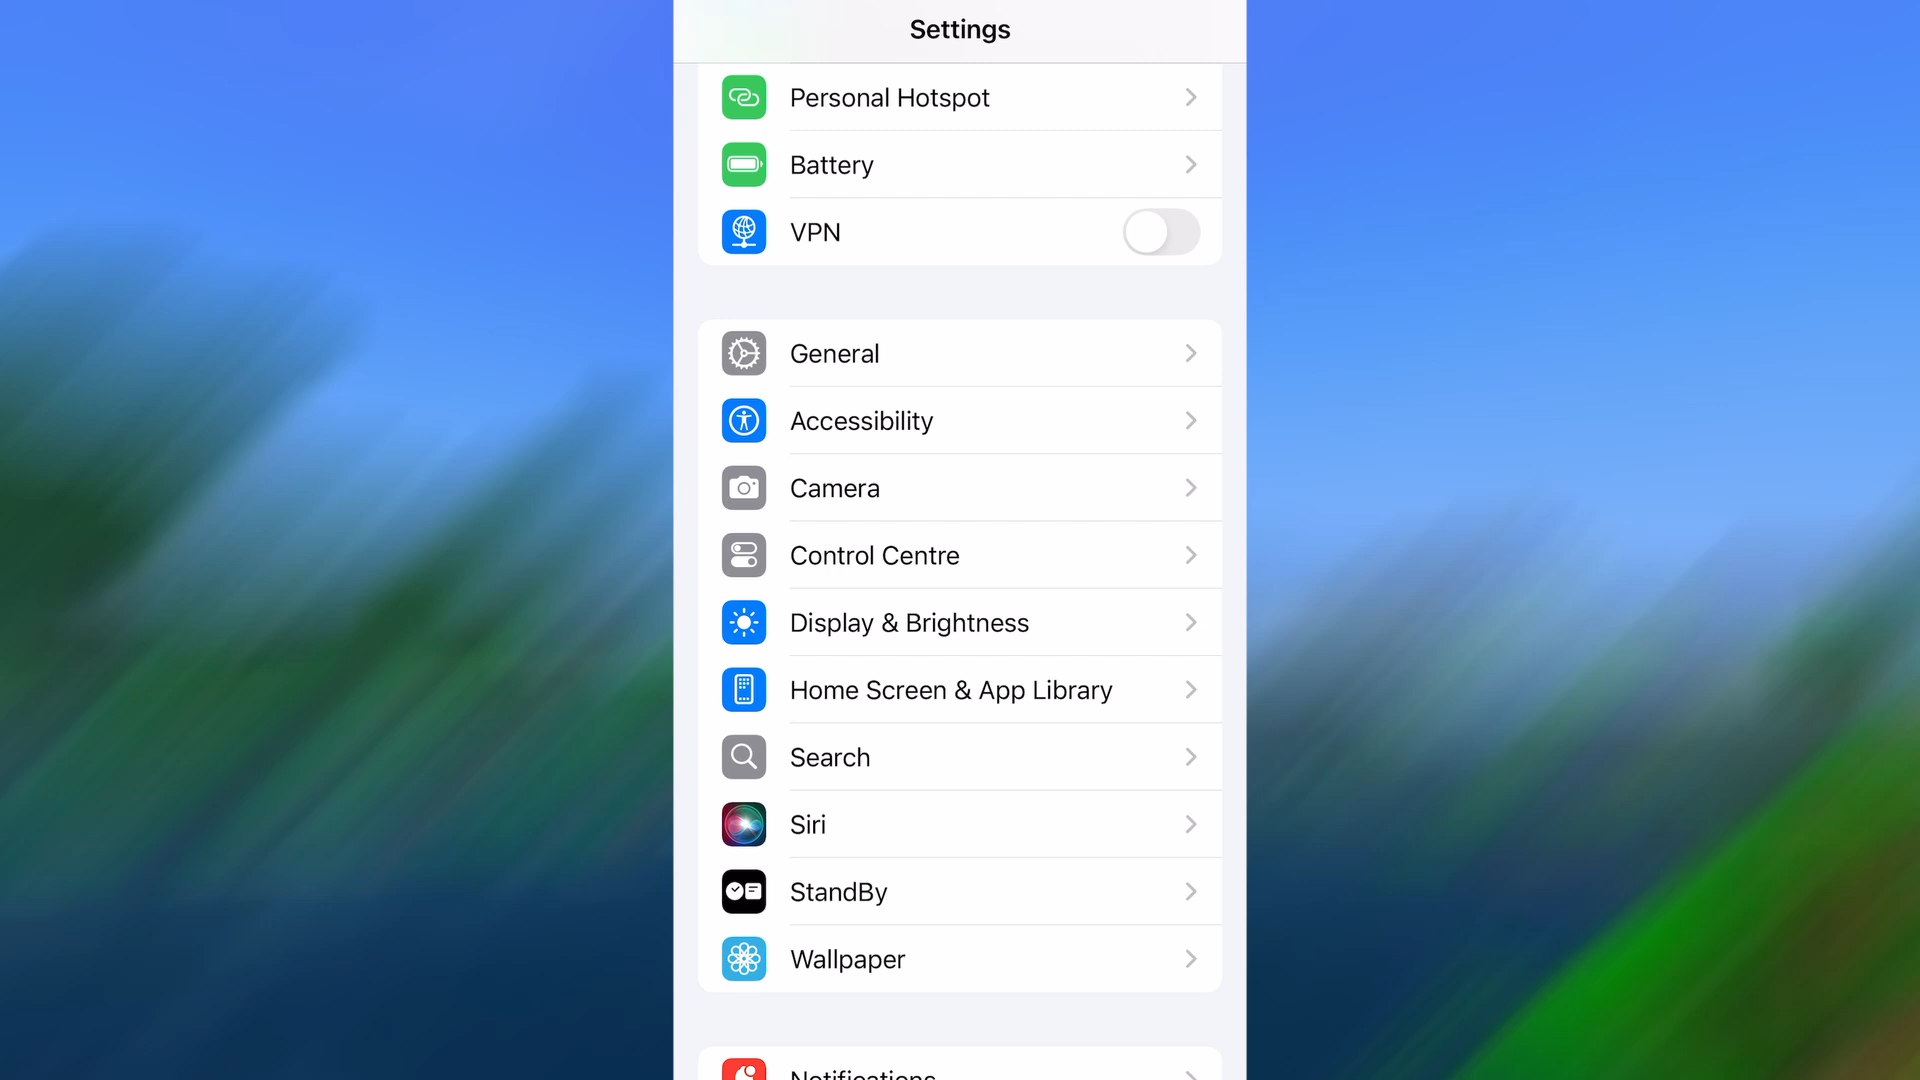 Settings
Personal Hotspot
Battery
VPN
General
Accessibility
Camera
Control Centre
Display & Brightness
Home Screen & App Library
Search
Siri
StandBy
Wallpaper
Notifications